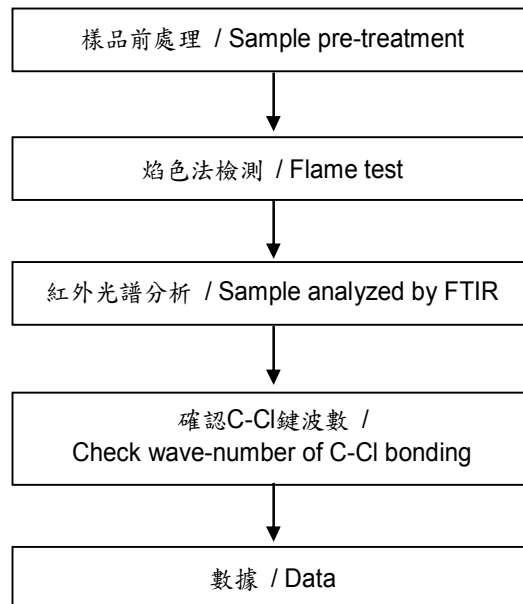 樣品前處理 / Sample pre-treatment
焰色法檢測 / Flame test
紅外光譜分析 / Sample analyzed by FTIR
確認C-Cl鍵波數 /
Check wave-number of C-Cl bonding
數據 / Data